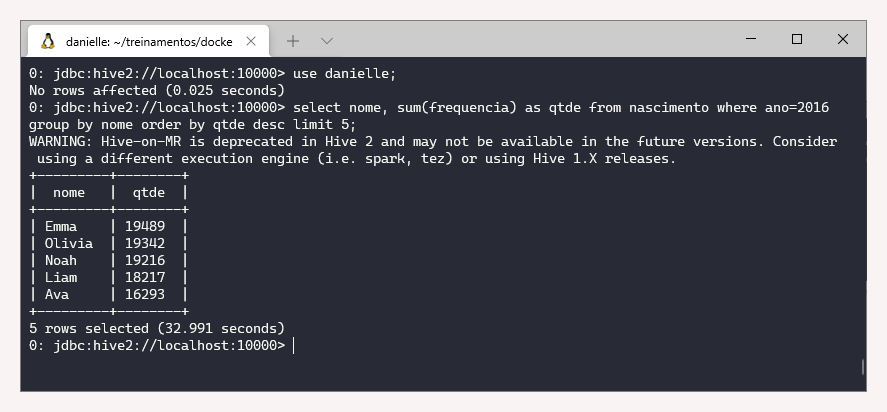 danielle: ~/treinamentos/docke
0: jdbc:hive2://localhost:10000> use danielle;
No rows affected (0.025 seconds)
0: jdbc:hive2://localhost:10000> select nome, sum(frequencia) as qtde from nascimento where ano=2016
group by nome order by qtde desc limit 5;
WARNING: Hive-on-MR is deprecated in Hive 2 and may not be available in the future versions. Consider
 using a different execution engine (i.e. spark, tez) or using Hive 1.X releases.
+---------+--------+
|  nome   |  qtde  |
+---------+--------+
| Emma    | 19489  |
| Olivia  | 19342  |
| Noah    | 19216  |
| Liam    | 18217  |
| Ava     | 16293  |
+---------+--------+
5 rows selected (32.991 seconds)
0: jdbc:hive2://localhost:10000>